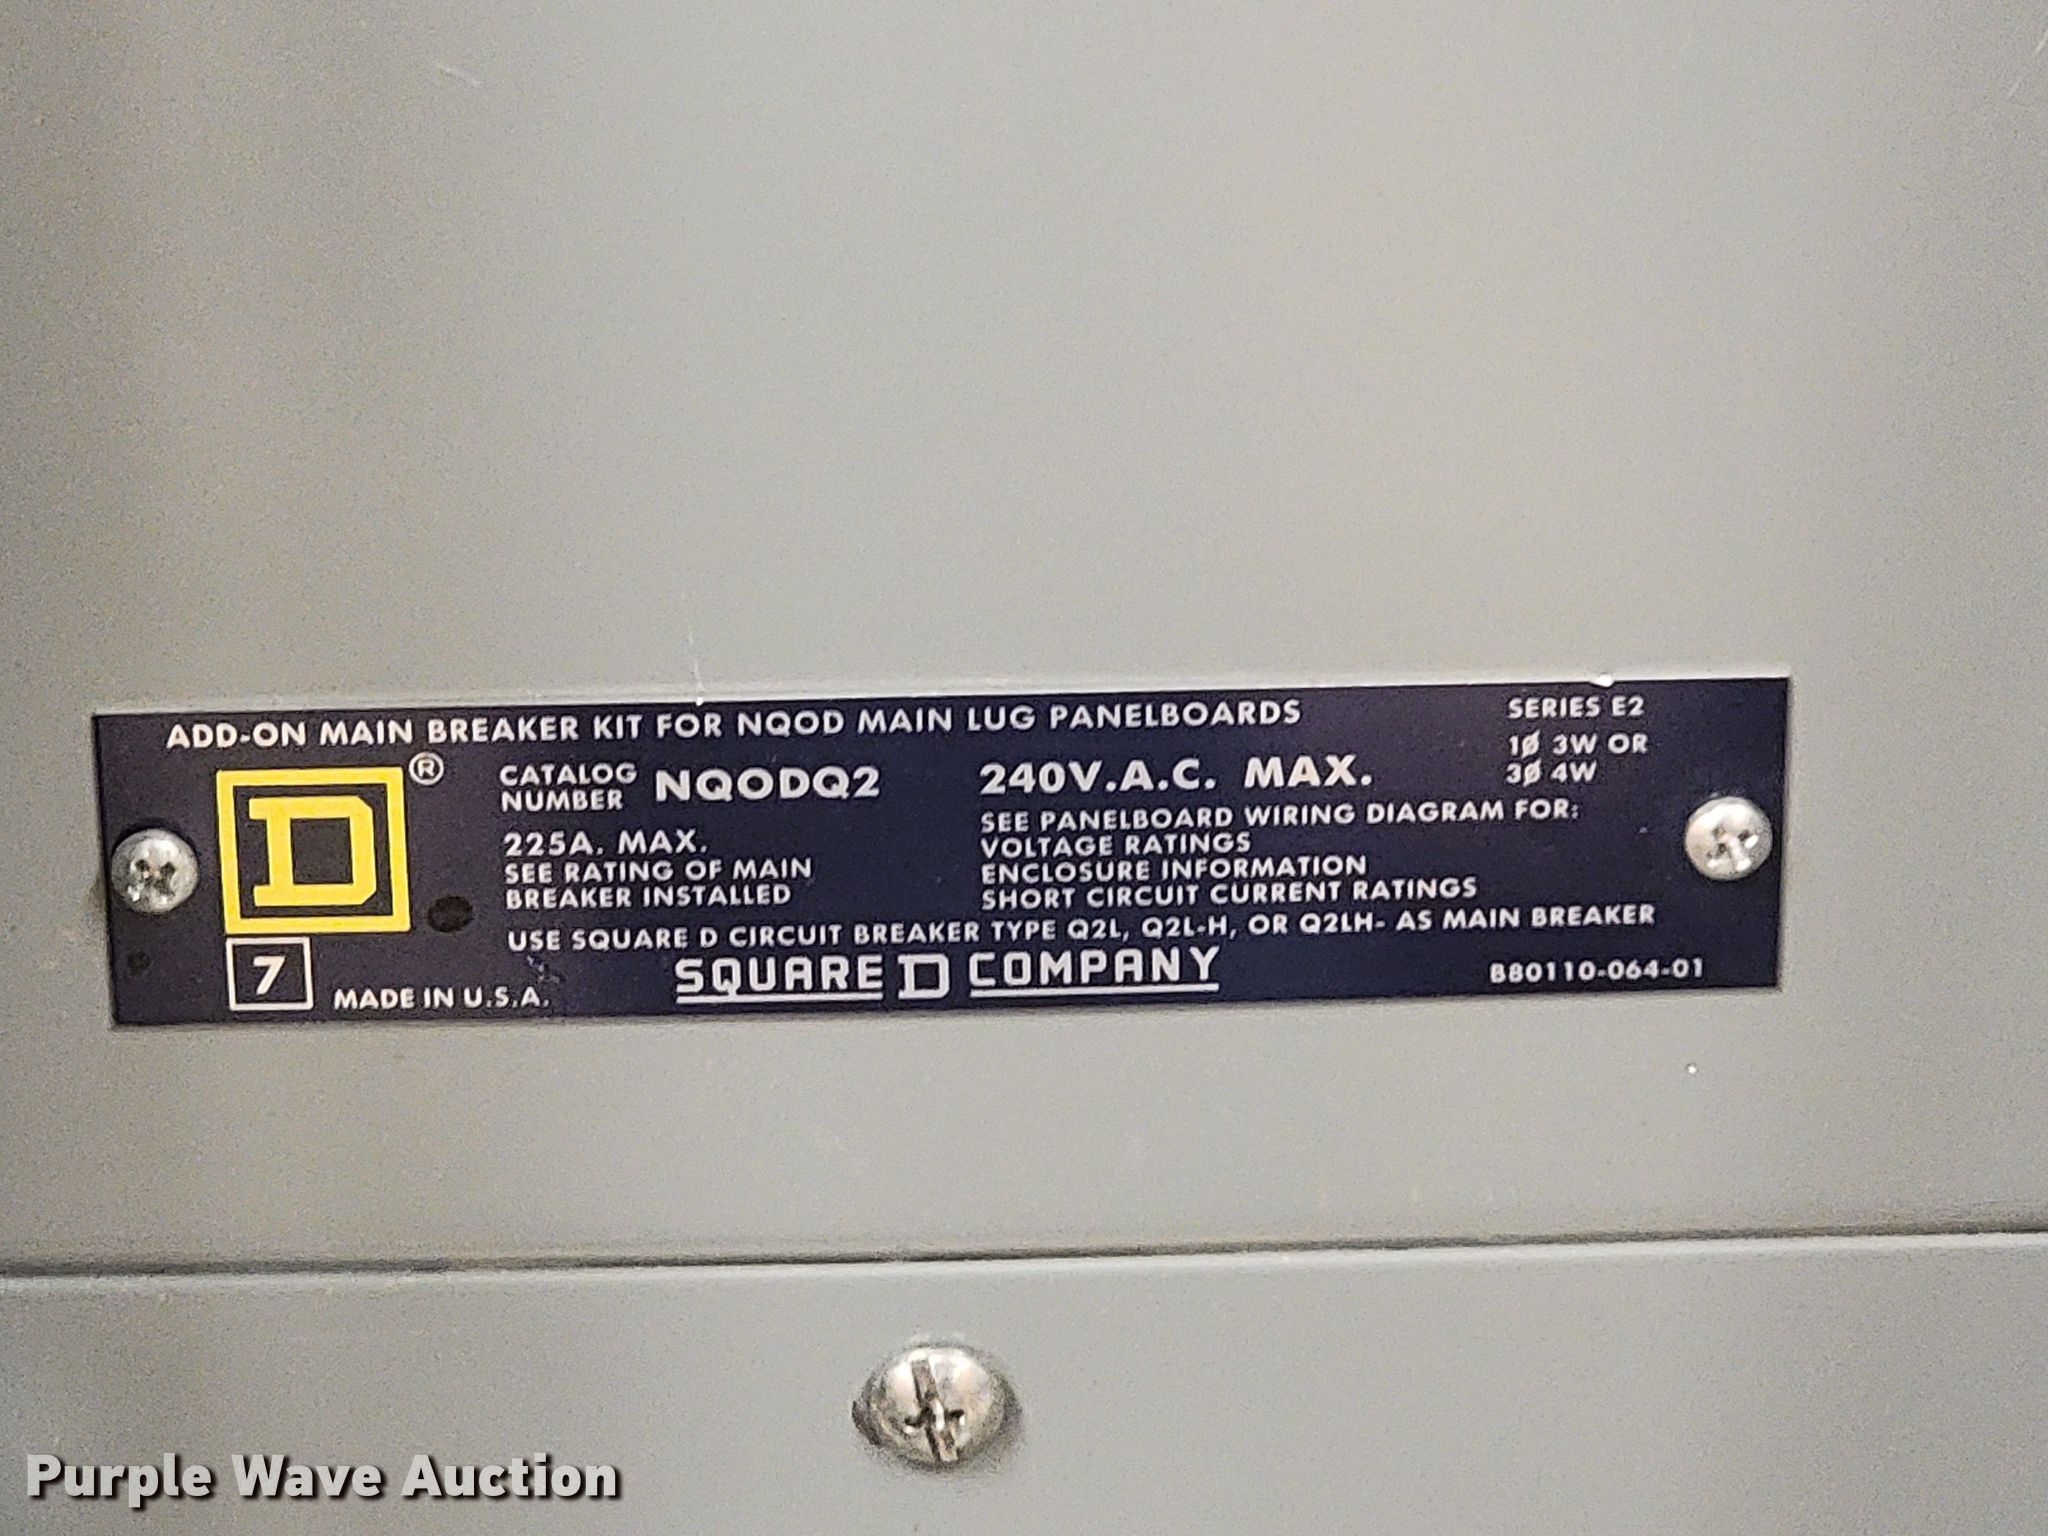 ADD-ON MAIN BREAKER KIT FOR NQOD MAIN LUG PANELBOARDS
SERIES E2
1Ø 3W OR
3Ø 4W
D ®
CATALOG
NUMBER NQODQ2
240V.A.C. MAX.
225A. MAX.
SEE RATING OF MAIN
BREAKER INSTALLED
SEE PANELBOARD WIRING DIAGRAM FOR:
VOLTAGE RATINGS
ENCLOSURE INFORMATION
SHORT CIRCUIT CURRENT RATINGS
USE SQUARE D CIRCUIT BREAKER TYPE Q2L, Q2L-H, OR Q2LH- AS MAIN BREAKER
7 MADE IN U.S.A.
SQUARE D COMPANY
B80110-064-01
Purple Wave Auction